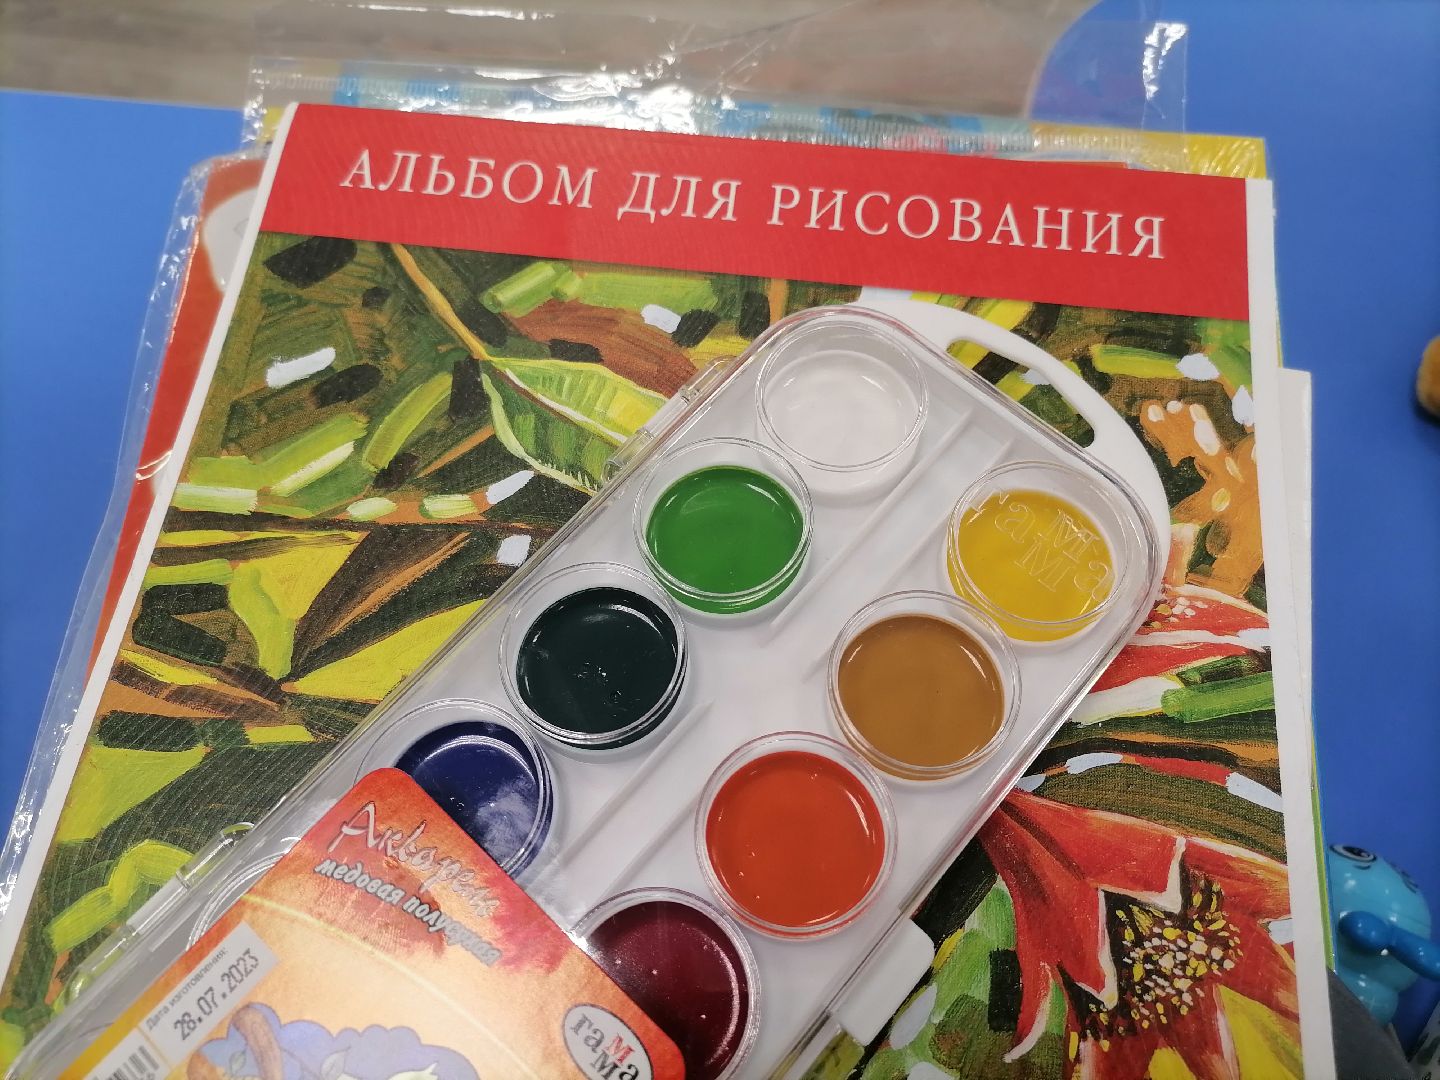 АЛЬБОМ ДЛЯ РИСОВАНИЯ
гамма
Акварель
медовая полусухая
Дата изготовления:
28.07.2023
гамма